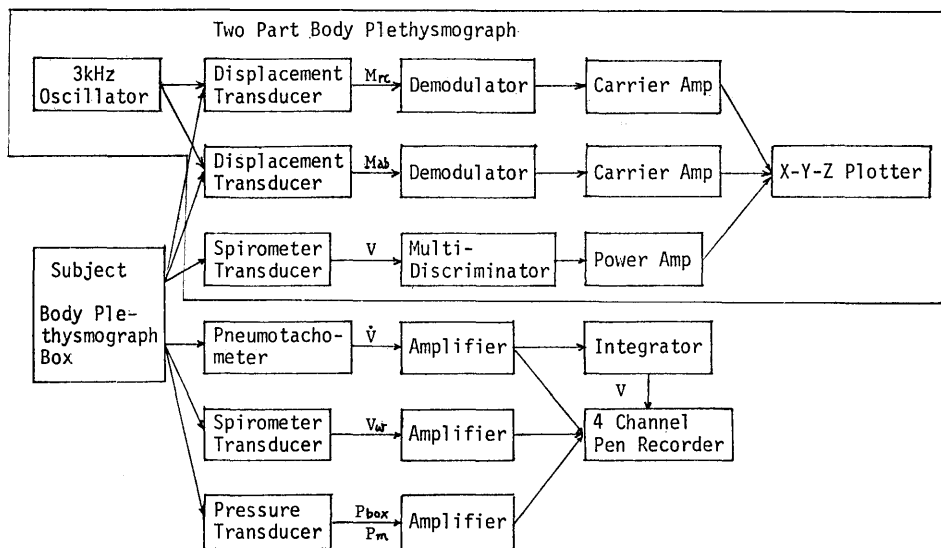 Two Part Body Plethysmograph
3kHz
Oscillator
Displacement
Transducer
Mrc
Demodulator
Carrier Amp
Displacement
Transducer
Mab
Demodulator
Carrier Amp
X-Y-Z Plotter
Spirometer
Transducer
V
Multi-
Discriminator
Power Amp
Subject
Body Ple-
thysmograph
Box
Pneumotacho-
meter
V̇
Amplifier
Integrator
V
Spirometer
Transducer
Vω
Amplifier
4 Channel
Pen Recorder
Pressure
Transducer
Pbox
Pm
Amplifier